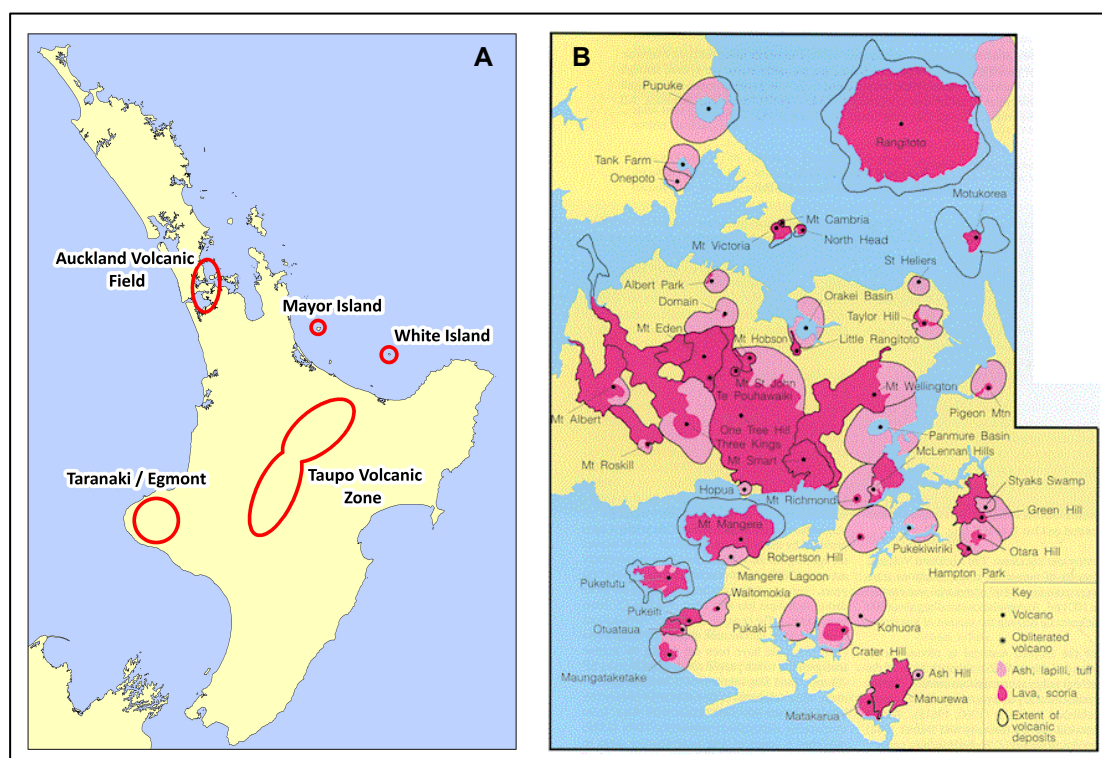 A
Auckland Volcanic
Field
Mayor Island
White Island
Taranaki / Egmont
Taupo Volcanic
Zone
B
Pupuke
Rangitoto
Tank Farm
Onepoto
Motukorea
Mt Cambria
Mt Victoria
North Head
St Heliers
Albert Park
Orakei Basin
Domain
Taylor Hill
Mt Eden
Mt Hobson
Little Rangitoto
Mt St John
Mt Wellington
Te Pouhawaiki
Mt Albert
Pigeon Mtn
One Tree Hill
Panmure Basin
Three Kings
McLennan Hills
Mt Smart
Mt Roskill
Styaks Swamp
Hopua
Mt Richmond
Green Hill
Mt Mangere
Robertson Hill
Pukekiwiriki
Otara Hill
Mangere Lagoon
Hampton Park
Puketutu
Waitomokia
Key
Pukeiti
Volcano
Otuataua
Pukaki
Kohuora
Obliterated
volcano
Crater Hill
Maungataketake
Ash Hill
Ash, lapilli, tuff
Manurewa
Lava, scoria
Matakarua
Extent of
volcanic
deposits